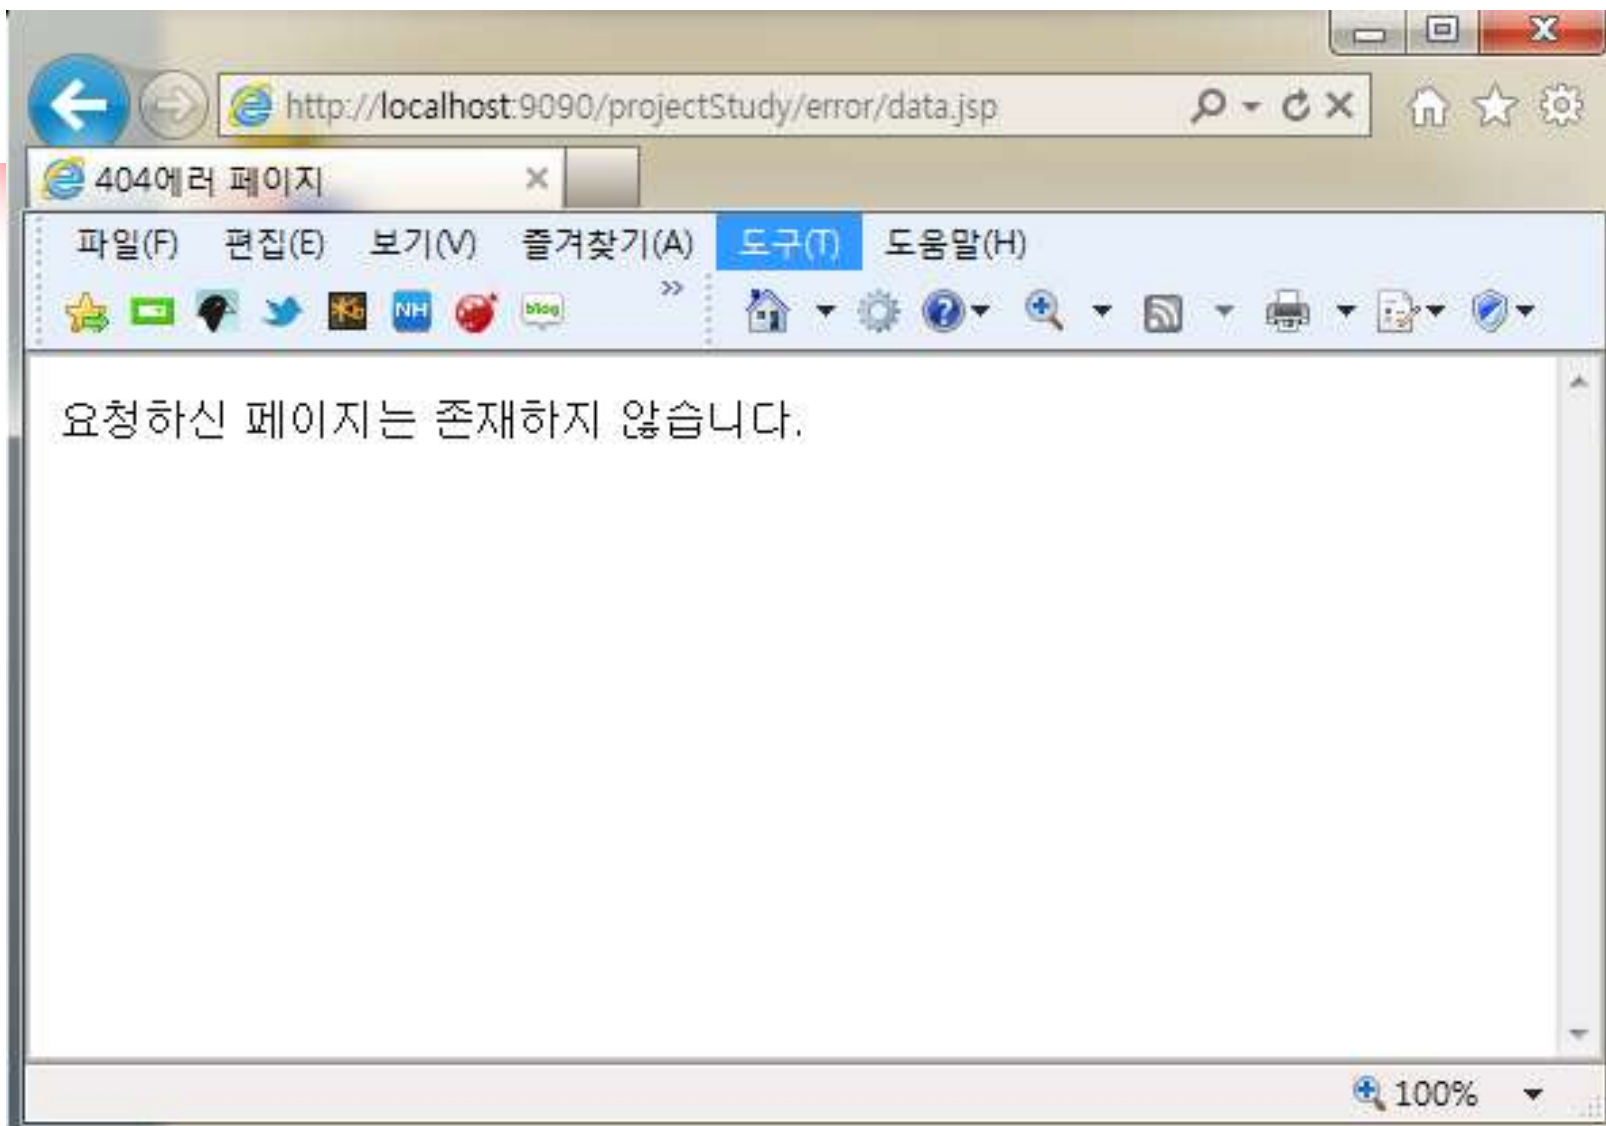 http://localhost:9090/projectStudy/error/data.jsp
404에러 페이지
파일(F) 편집(E) 보기(V) 즐겨찾기(A) 도구(T) 도움말(H)
NH blog
요청하신 페이지는 존재하지 않습니다.
100%